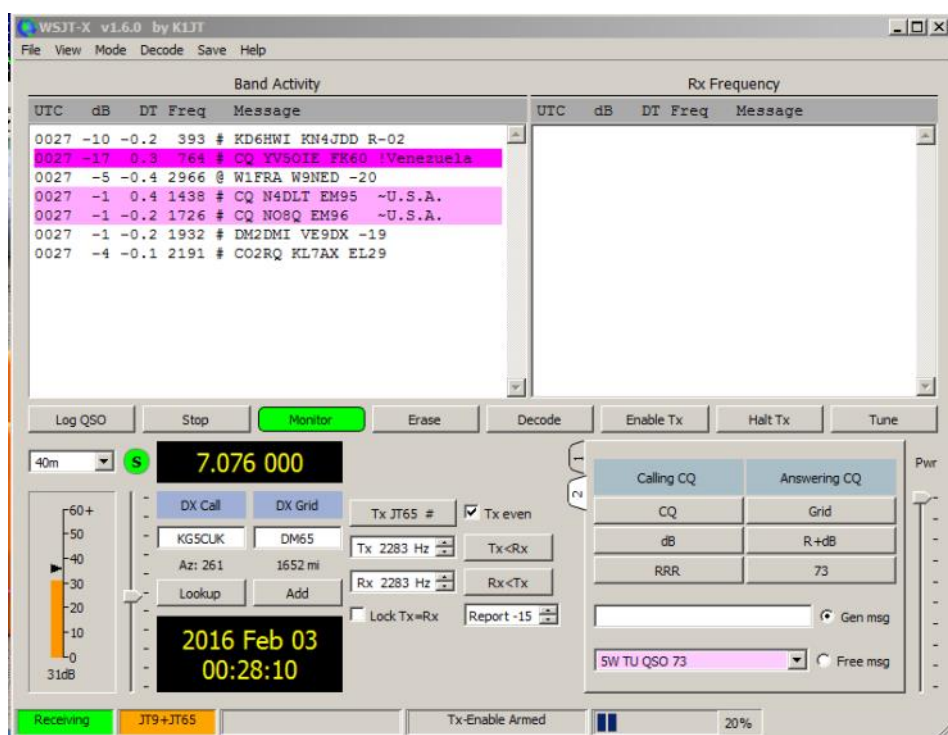 WSJT-X v1.6.0 by K1JT
File View Mode Decode Save Help
Band Activity
UTC dB DT Freq Message
0027 -10 -0.2 393 # KD6HWI KN4JDD R-02
0027 -17 0.3 764 # CQ YV5OIE FK60 !Venezuela
0027 -5 -0.4 2966 @ W1FRA W9NED -20
0027 -1 0.4 1438 # CQ N4DLT EM95 ~U.S.A.
0027 -1 -0.2 1726 # CQ NO8Q EM96 ~U.S.A.
0027 -1 -0.2 1932 # DM2DMI VE9DX -19
0027 -4 -0.1 2191 # CO2RQ KL7AX EL29
Rx Frequency
UTC dB DT Freq Message
Log QSO Stop Monitor Erase Decode Enable Tx Halt Tx Tune
40m S 7.076 000
60+
50
40
30
20
10
0
31dB
DX Call DX Grid
KG5CUK DM65
Az: 261 1652 mi
Lookup Add
2016 Feb 03
00:28:10
Tx JT65 # Tx even
Tx 2283 Hz Tx<Rx
Rx 2283 Hz Rx<Tx
Lock Tx=Rx Report -15
1
2
Calling CQ Answering CQ
CQ Grid
dB R+dB
RRR 73
Gen msg
5W TU QSO 73 Free msg
Pwr
Receiving JT9+JT65 Tx-Enable Armed 20%